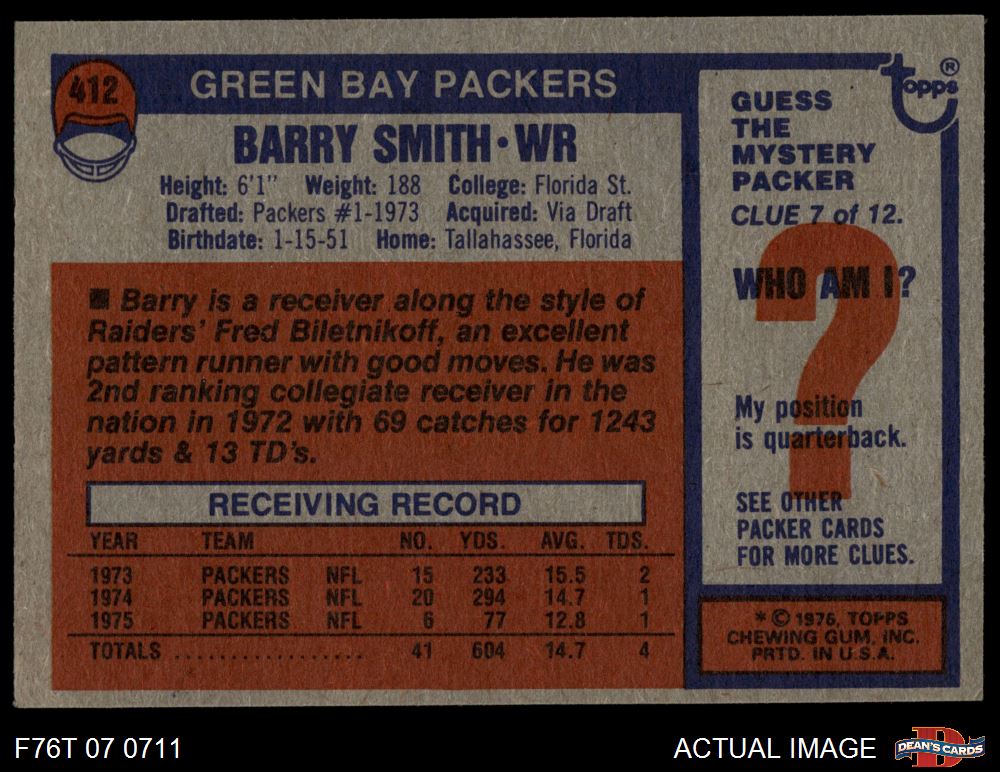 412
GREEN BAY PACKERS
BARRY SMITH • WR
Height: 6'1" Weight: 188 College: Florida St.
Drafted: Packers #1-1973 Acquired: Via Draft
Birthdate: 1-15-51 Home: Tallahassee, Florida
■ Barry is a receiver along the style of
Raiders' Fred Biletnikoff, an excellent
pattern runner with good moves. He was
2nd ranking collegiate receiver in the
nation in 1972 with 69 catches for 1243
yards & 13 TD's.
RECEIVING RECORD
YEAR TEAM NO. YDS. AVG. TDS.
1973 PACKERS NFL 15 233 15.5 2
1974 PACKERS NFL 20 294 14.7 1
1975 PACKERS NFL 6 77 12.8 1
TOTALS .................. 41 604 14.7 4
topps ®
GUESS
THE
MYSTERY
PACKER
CLUE 7 of 12.
?
WHO AM I?
My position
is quarterback.
SEE OTHER
PACKER CARDS
FOR MORE CLUES.
* © 1976, TOPPS
CHEWING GUM, INC.
PRTD. IN U.S.A.
F76T 07 0711
ACTUAL IMAGE
D
DEAN'S CARDS